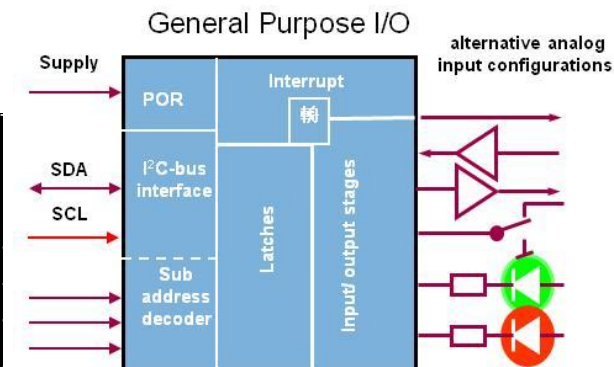 General Purpose I/O
alternative analog
input configurations
Supply
POR
Interrupt
SDA
I²C-bus
interface
SCL
Sub
address
decoder
Latches
Input/ output stages